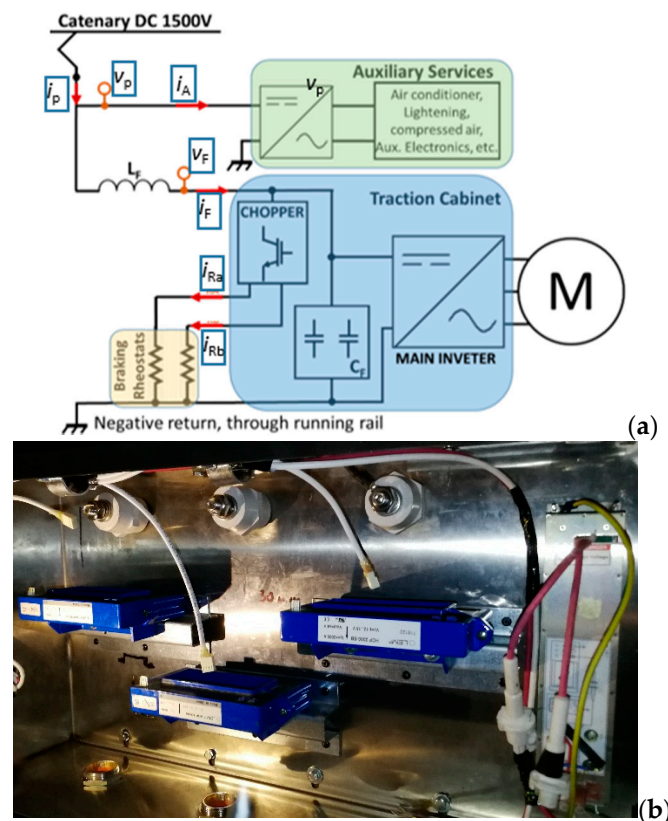 Catenary DC 1500V
ip
vp
iA
vp
Auxiliary Services
Air conditioner,
Lightening,
compressed air,
Aux. Electronics, etc.
LF
vF
iF
Traction Cabinet
CHOPPER
iRa
iRb
Braking
Rheostats
CF
MAIN INVETER
M
Negative return, through running rail
(a)
30
(b)